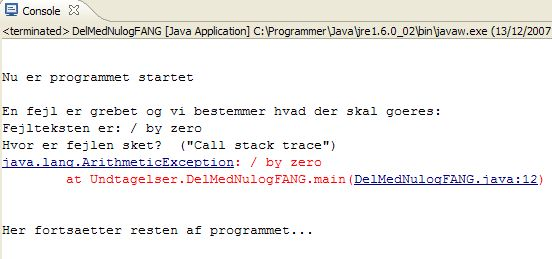 Console
<terminated> DelMedNulogFANG [Java Application] C:\Programmer\Java\jre1.6.0_02\bin\javaw.exe (13/12/2007
Nu er programmet startet
En fejl er grebet og vi bestemmer hvad der skal goeres:
Fejlteksten er: / by zero
Hvor er fejlen sket?  ("Call stack trace")
java.lang.ArithmeticException: / by zero
        at Undtagelser.DelMedNulogFANG.main(DelMedNulogFANG.java:12)
Her fortsaetter resten af programmet...